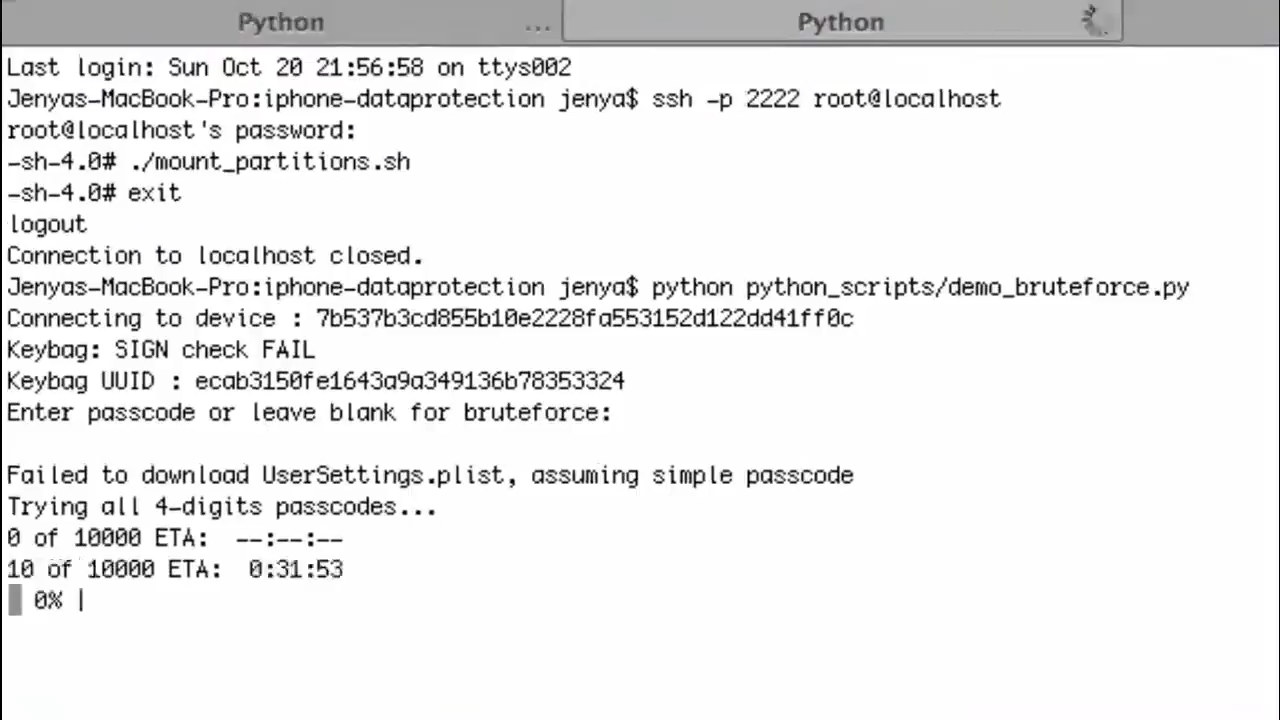 Python ... Python
Last login: Sun Oct 20 21:56:58 on ttys002
Jenyas-MacBook-Pro:iphone-dataprotection jenya$ ssh -p 2222 root@localhost
root@localhost's password:
-sh-4.0# ./mount_partitions.sh
-sh-4.0# exit
logout
Connection to localhost closed.
Jenyas-MacBook-Pro:iphone-dataprotection jenya$ python python_scripts/demo_bruteforce.py
Connecting to device : 7b537b3cd855b10e2228fa553152d122dd41ff0c
Keybag: SIGN check FAIL
Keybag UUID : ecab3150fe1643a9a349136b78353324
Enter passcode or leave blank for bruteforce:
Failed to download UserSettings.plist, assuming simple passcode
Trying all 4-digits passcodes...
0 of 10000 ETA:  --:--:--
10 of 10000 ETA:  0:31:53
0% |